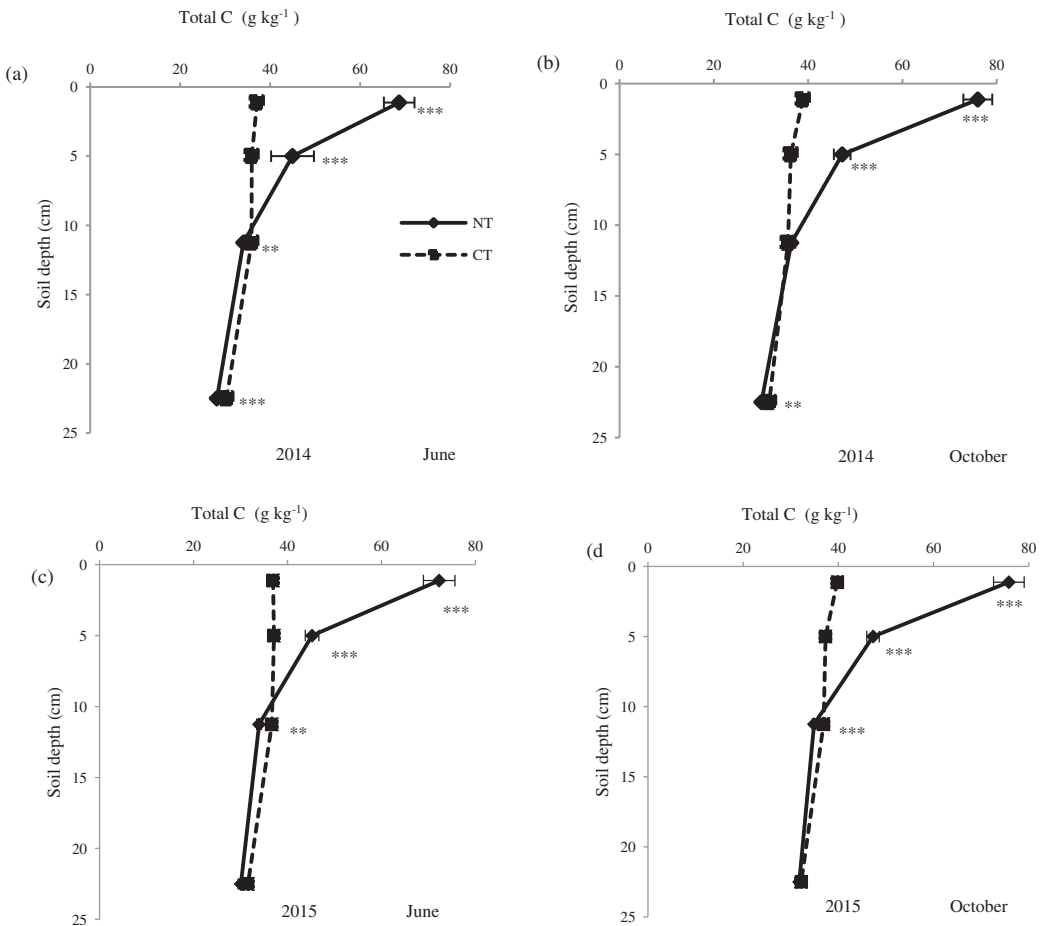 Total C (g kg-1 )
(a)
0 20 40 60 80
0
5
10
15
20
25
Soil depth (cm)
***
***
**
***
NT
CT
2014 June
Total C (g kg-1)
(b)
0 20 40 60 80
0
5
10
15
20
25
Soil depth (cm)
***
***
**
2014 October
Total C (g kg-1)
(c)
0 20 40 60 80
0
5
10
15
20
25
Soil depth (cm)
***
***
**
2015 June
Total C (g kg-1)
(d
0 20 40 60 80
0
5
10
15
20
25
Soil depth (cm)
***
***
***
2015 October